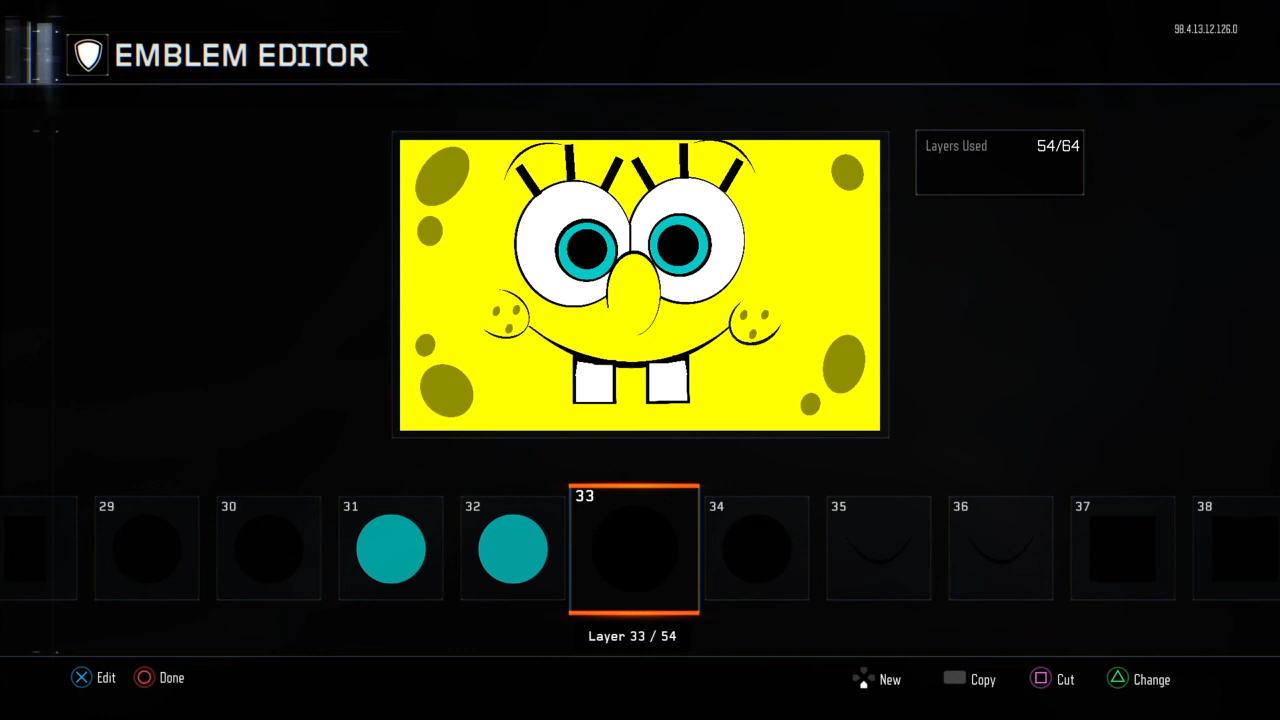 EMBLEM EDITOR
98.4.13.12.126.0
Layers Used 54/64
29
30
31
32
33
34
35
36
37
38
Layer 33 / 54
Edit
Done
New
Copy
Cut
Change